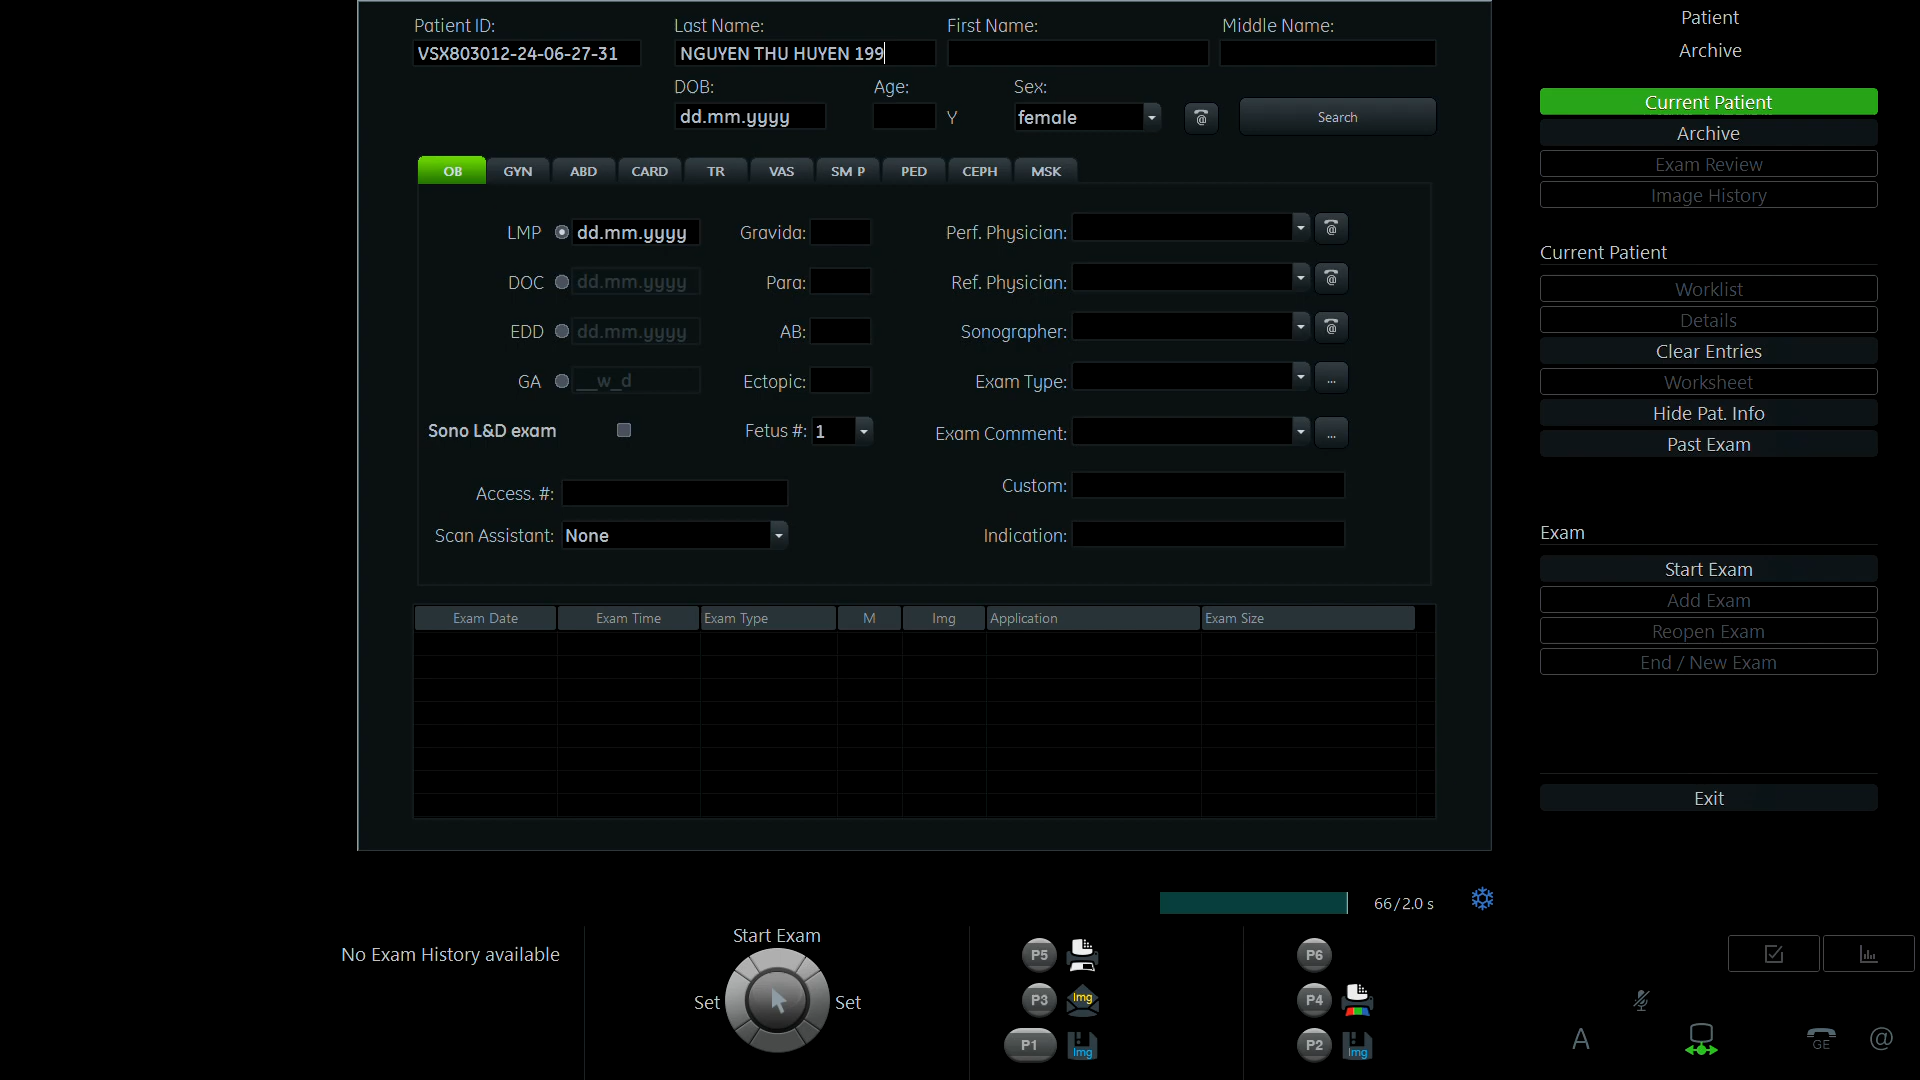 Patient ID: Last Name: First Name: Middle Name:
VSX803012-24-06-27-31 NGUYEN THU HUYEN 199
DOB: Age: Sex:
dd.mm.yyyy Y female @ Search
OB GYN ABD CARD TR VAS SM P PED CEPH MSK
LMP dd.mm.yyyy Gravida: Perf. Physician: @
DOC dd.mm.yyyy Para: Ref. Physician: @
EDD dd.mm.yyyy AB: Sonographer: @
GA __w_d Ectopic: Exam Type: ...
Sono L&D exam Fetus #: 1 Exam Comment: ...
Access. #: Custom:
Scan Assistant: None Indication:
Exam Date Exam Time Exam Type M Img Application Exam Size
66/2.0 s
No Exam History available
Start Exam
Set Set
P5 P6
P3 Img P4
P1 Img P2 Img
Patient
Archive
Current Patient
Archive
Exam Review
Image History
Current Patient
Worklist
Details
Clear Entries
Worksheet
Hide Pat. Info
Past Exam
Exam
Start Exam
Add Exam
Reopen Exam
End / New Exam
Exit
A GE @